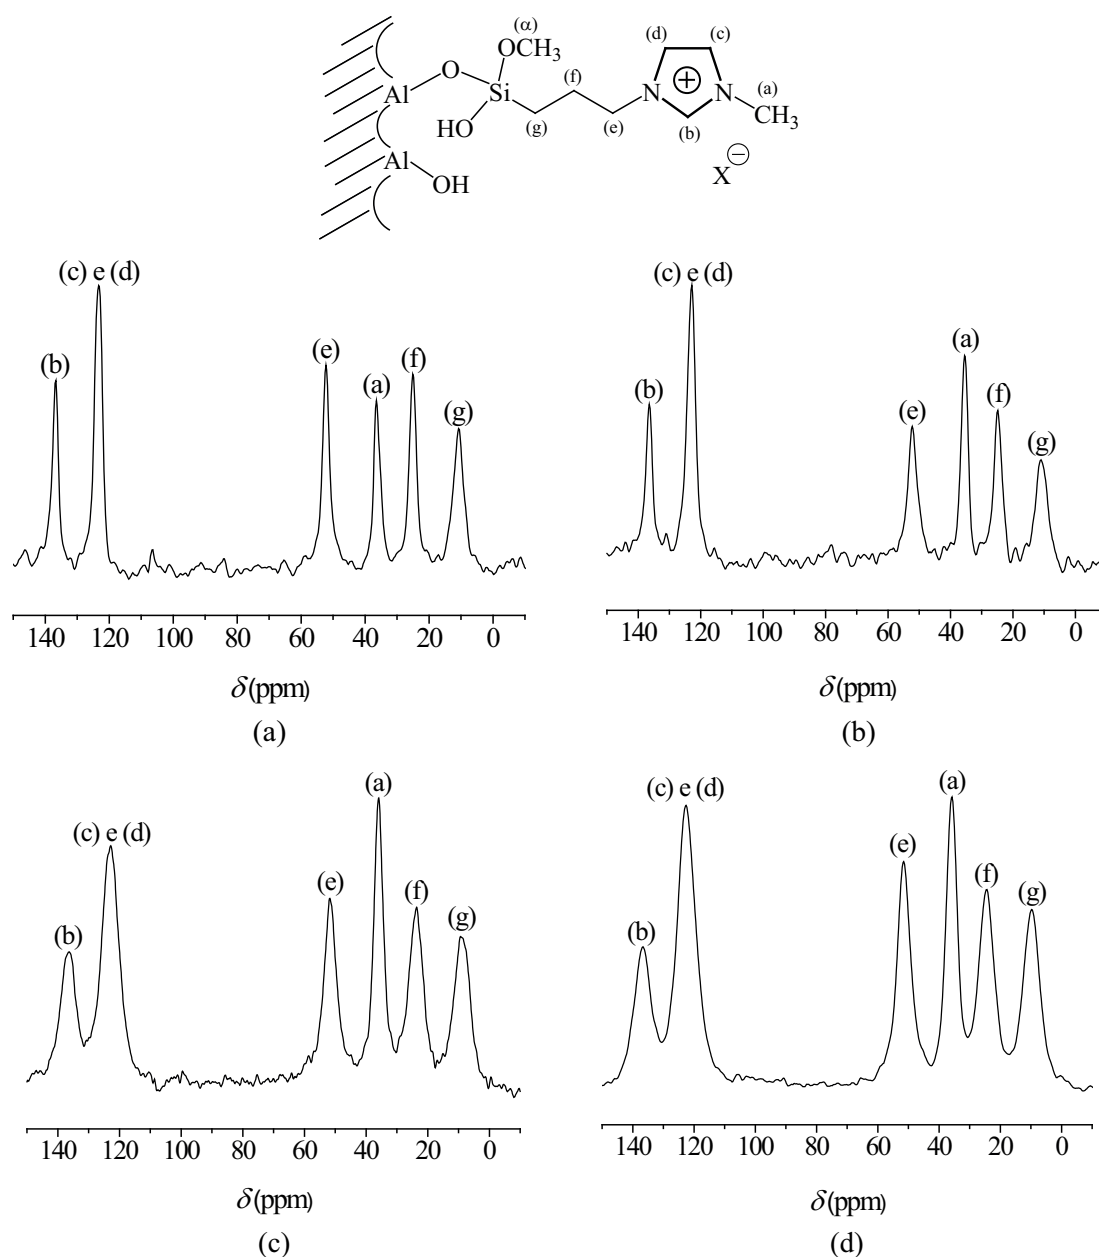 (α)
OCH3
(d) (c)
O
Al Si (f) N + N (a)
HO (g) (e) (b) CH3
Al
OH
X −
(c) e (d)
(b)
(e)
(a)
(f)
(g)
140 120 100 80 60 40 20 0
δ(ppm)
(a)
(c) e (d)
(b)
(e)
(a)
(f)
(g)
140 120 100 80 60 40 20 0
δ(ppm)
(b)
(c) e (d)
(b)
(e)
(a)
(f)
(g)
140 120 100 80 60 40 20 0
δ(ppm)
(c)
(c) e (d)
(b)
(e)
(a)
(f)
(g)
140 120 100 80 60 40 20 0
δ(ppm)
(d)